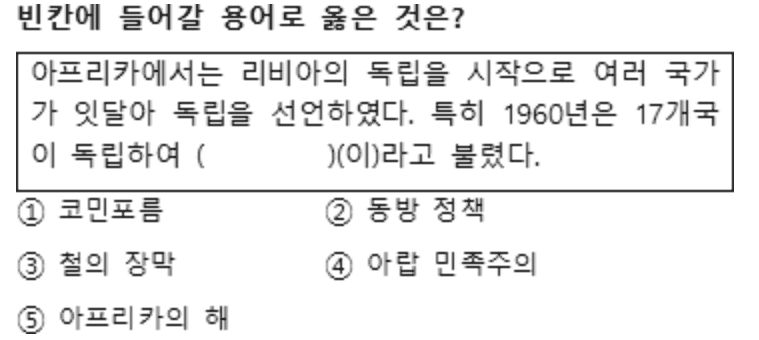 빈칸에 들어갈 용어로 옳은 것은?
아프리카에서는 리비아의 독립을 시작으로 여러 국가
가 잇달아 독립을 선언하였다. 특히 1960년은 17개국
이 독립하여 (          )(이)라고 불렸다.
① 코민포름 ② 동방 정책
③ 철의 장막 ④ 아랍 민족주의
⑤ 아프리카의 해